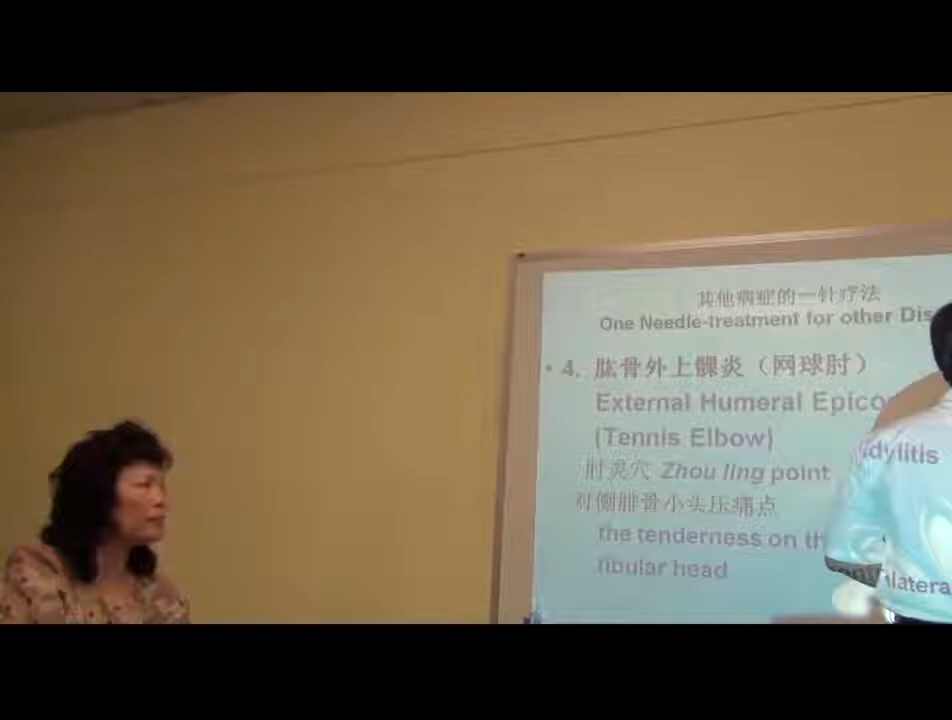 其他病症的一针疗法
One Needle-treatment for other Dis
• 4. 肱骨外上髁炎（网球肘）
External Humeral Epico dylitis
(Tennis Elbow)
肘灵穴 Zhou ling point
对侧腓骨小头压痛点
the tenderness on th ntrilatera
fibular head